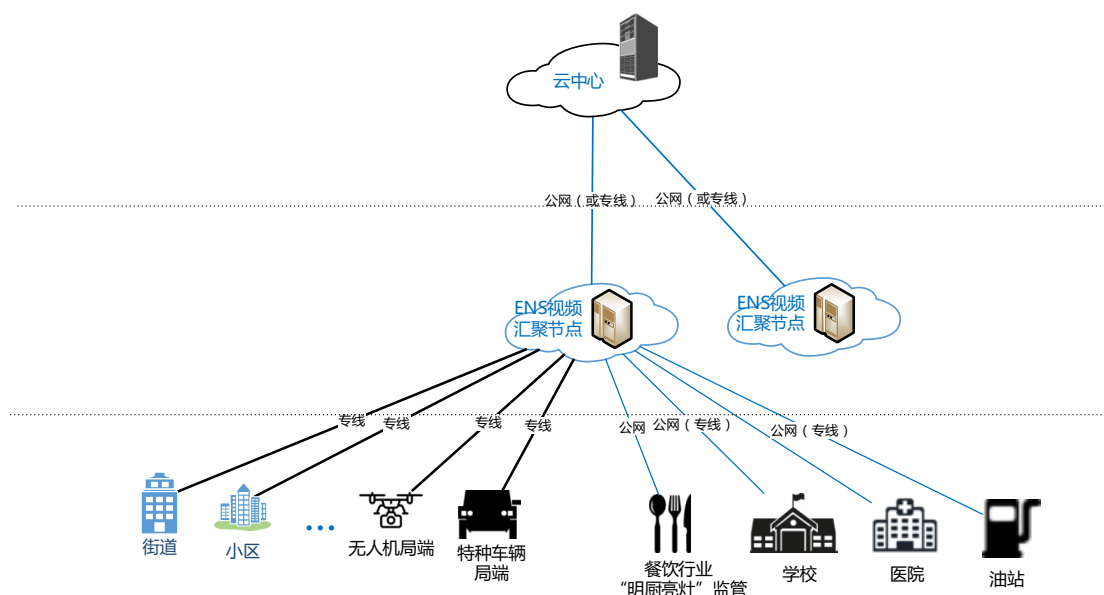 云中心
公网（或专线）
公网（或专线）
ENS视频
汇聚节点
ENS视频
汇聚节点
专线
专线
专线
专线
公网
公网（专线）
公网（专线）
街道
小区
...
无人机局端
特种车辆
局端
餐饮行业
“明厨亮灶”监管
学校
医院
油站